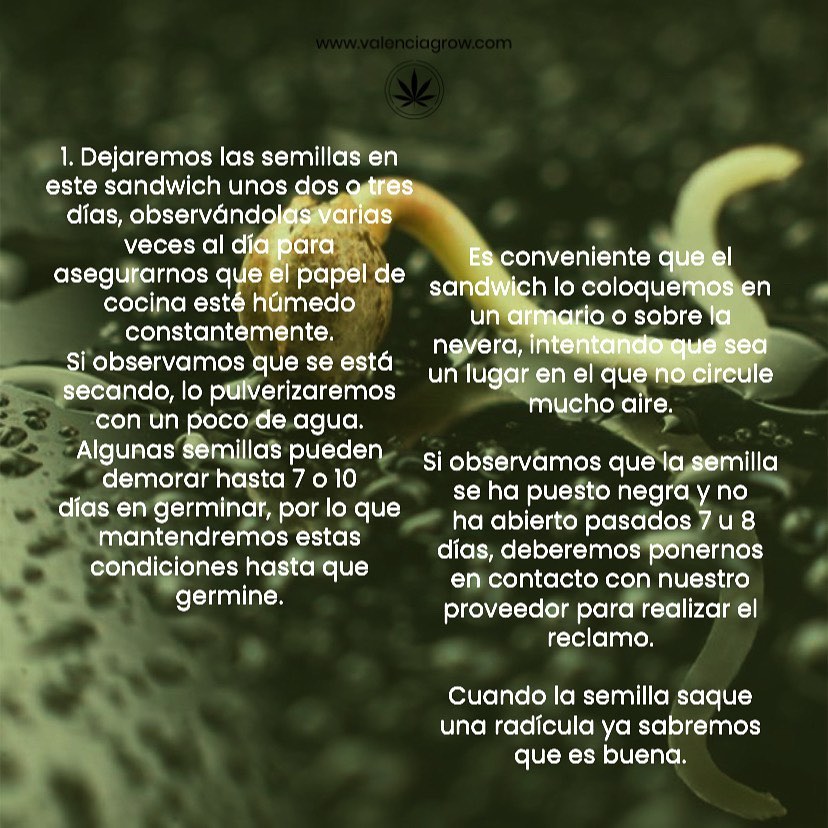 www.valenciagrow.com
1. Dejaremos las semillas en
este sandwich unos dos o tres
días, observándolas varias
veces al día para
asegurarnos que el papel de
cocina esté húmedo
constantemente.
Si observamos que se está
secando, lo pulverizaremos
con un poco de agua.
Algunas semillas pueden
demorar hasta 7 o 10
días en germinar, por lo que
mantendremos estas
condiciones hasta que
germine.
Es conveniente que el
sandwich lo coloquemos en
un armario o sobre la
nevera, intentando que sea
un lugar en el que no circule
mucho aire.
Si observamos que la semilla
se ha puesto negra y no
ha abierto pasados 7 u 8
días, deberemos ponernos
en contacto con nuestro
proveedor para realizar el
reclamo.
Cuando la semilla saque
una radícula ya sabremos
que es buena.